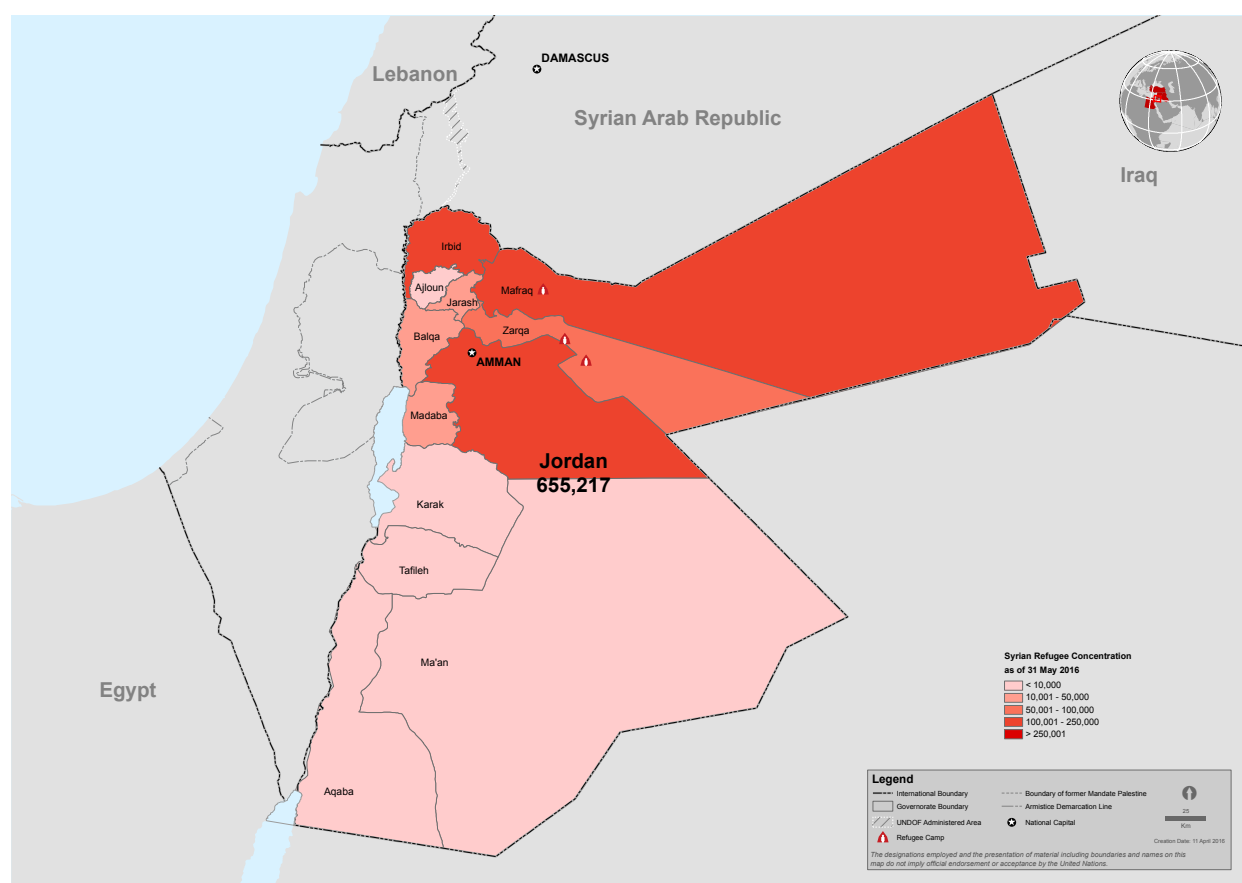 DAMASCUS
Lebanon
Syrian Arab Republic
Iraq
Irbid
Ajloun
Mafraq
Jarash
Zarqa
Balqa
AMMAN
Madaba
Jordan
655,217
Karak
Tafileh
Ma'an
Egypt
Aqaba
Syrian Refugee Concentration
as of 31 May 2016
< 10,000
10,001 - 50,000
50,001 - 100,000
100,001 - 250,000
> 250,001
Legend
International Boundary
Governorate Boundary
UNDOF Administered Area
Refugee Camp
Boundary of former Mandate Palestine
Armistice Demarcation Line
National Capital
25
Km
Creation Date: 11 April 2016
The designations employed and the presentation of material including boundaries and names on this
map do not imply official endorsement or acceptance by the United Nations.